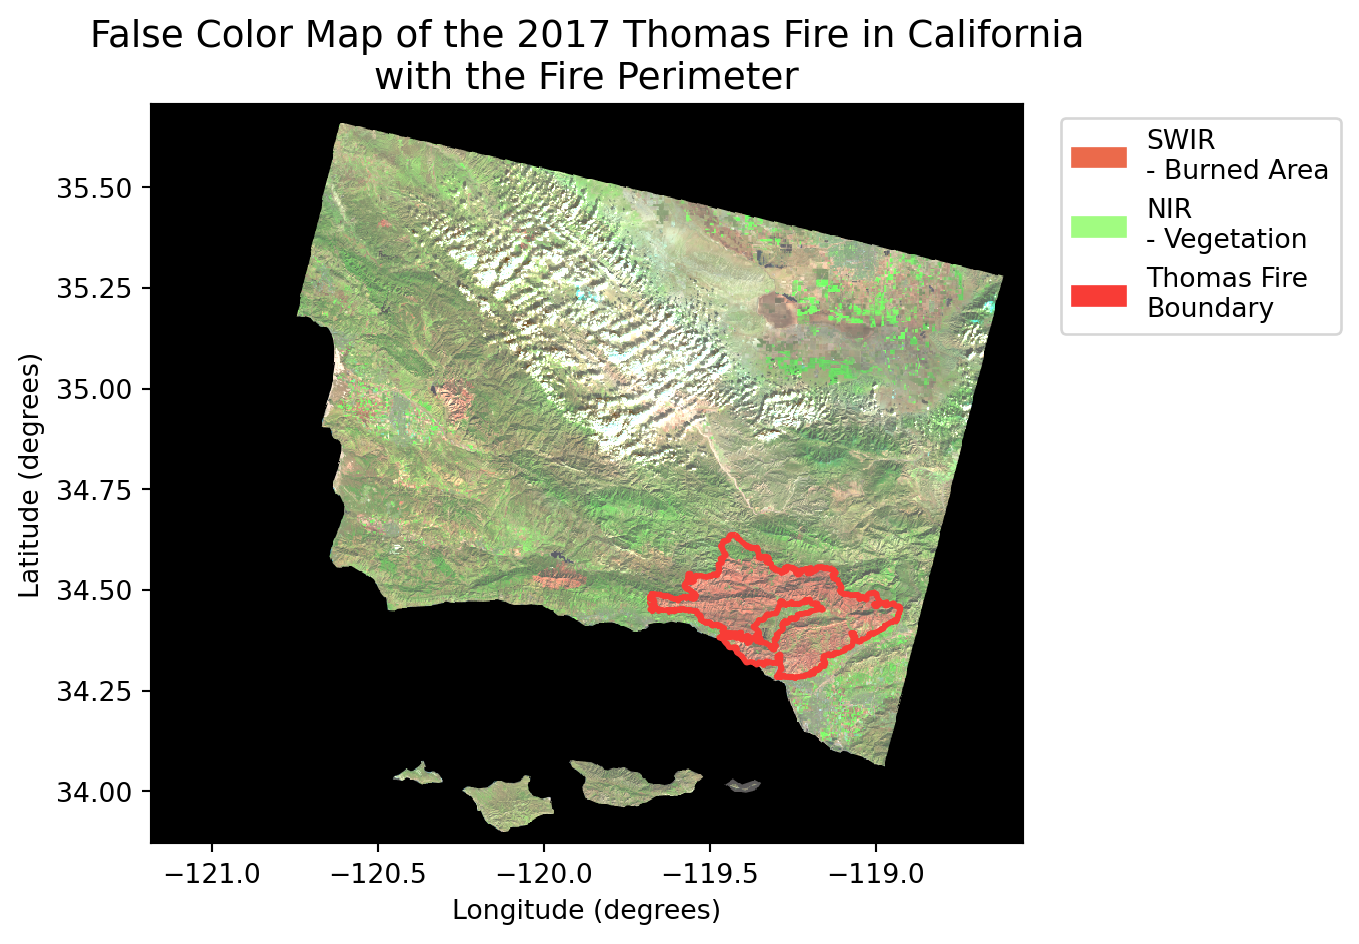 False Color Map of the 2017 Thomas Fire in California
with the Fire Perimeter
SWIR
- Burned Area
NIR
- Vegetation
Thomas Fire
Boundary
Latitude (degrees)
35.50
35.25
35.00
34.75
34.50
34.25
34.00
−121.0 −120.5 −120.0 −119.5 −119.0
Longitude (degrees)